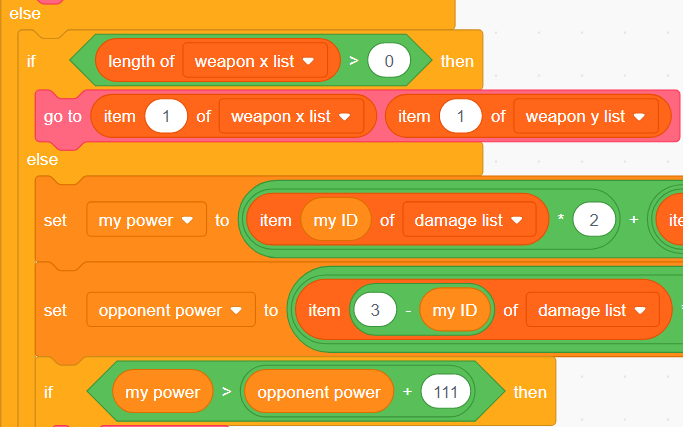 else
if length of weapon x list > 0 then
go to item 1 of weapon x list item 1 of weapon y list
else
set my power to item my ID of damage list * 2 +
set opponent power to item 3 - my ID of damage list
if my power > opponent power + 111 then